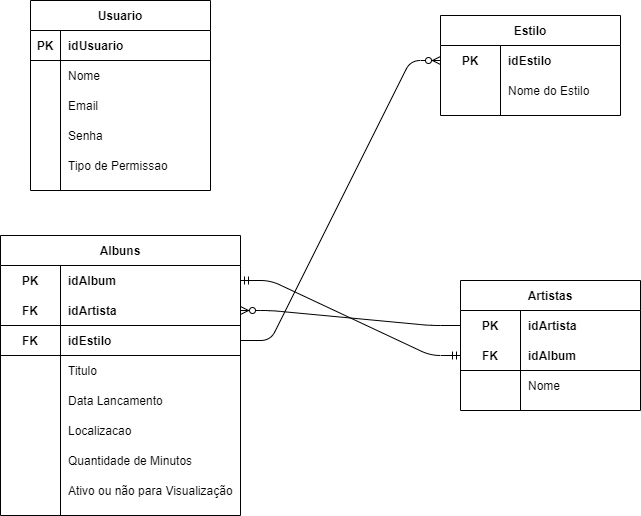 Usuario
PK idUsuario
Nome
Email
Senha
Tipo de Permissao
Estilo
PK idEstilo
Nome do Estilo
Albuns
PK idAlbum
FK idArtista
FK idEstilo
Titulo
Data Lancamento
Localizacao
Quantidade de Minutos
Ativo ou não para Visualização
Artistas
PK idArtista
FK idAlbum
Nome